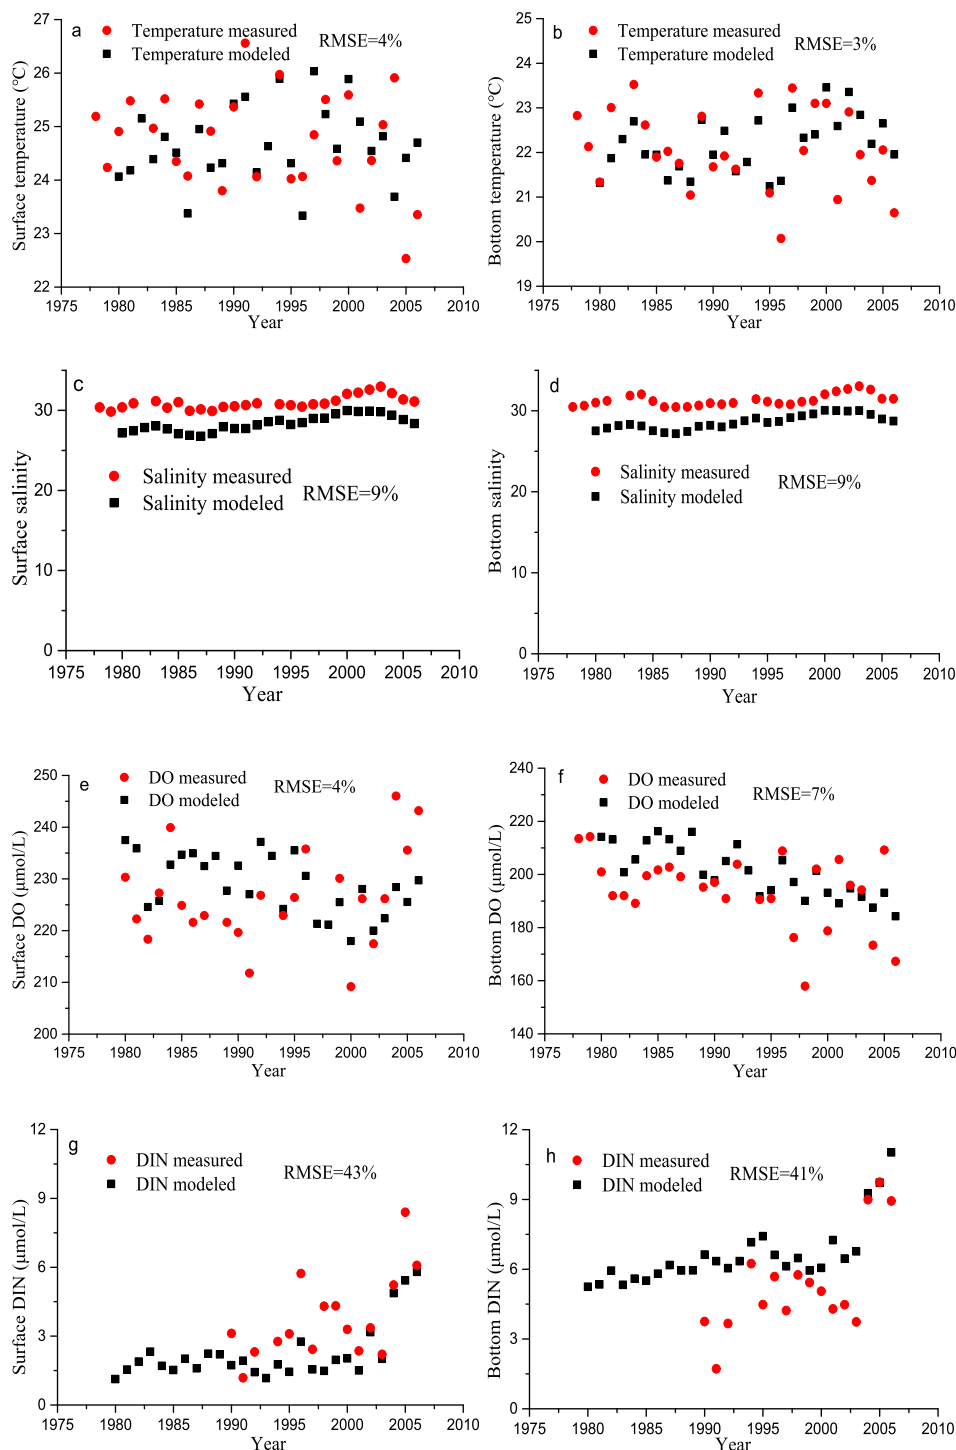 a
Temperature measured
Temperature modeled
RMSE=4%
27
26
25
24
23
22
1975 1980 1985 1990 1995 2000 2005 2010
Surface temperature (℃)
Year
b
Temperature measured
Temperature modeled
RMSE=3%
25
24
23
22
21
20
19
1975 1980 1985 1990 1995 2000 2005 2010
Bottom temperature (℃)
Year
c
Salinity measured
Salinity modeled
RMSE=9%
30
20
10
0
1975 1980 1985 1990 1995 2000 2005 2010
Surface salinity
Year
d
Salinity measured
Salinity modeled
RMSE=9%
30
20
10
0
1975 1980 1985 1990 1995 2000 2005 2010
Bottom salinity
Year
e
DO measured
DO modeled
RMSE=4%
250
240
230
220
210
200
1975 1980 1985 1990 1995 2000 2005 2010
Surface DO (μmol/L)
Year
f
DO measured
DO modeled
RMSE=7%
220
200
180
160
140
1975 1980 1985 1990 1995 2000 2005 2010
Bottom DO (μmol/L)
Year
g
DIN measured
DIN modeled
RMSE=43%
12
9
6
3
0
1975 1980 1985 1990 1995 2000 2005 2010
Surface DIN (μmol/L)
Year
h
DIN measured
DIN modeled
RMSE=41%
12
9
6
3
0
1975 1980 1985 1990 1995 2000 2005 2010
Bottom DIN (μmol/L)
Year